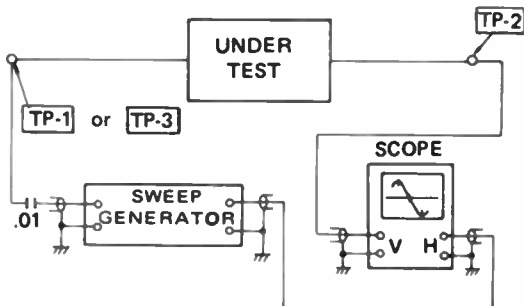 TP-2
UNDER
TEST
TP-1 or TP-3
SCOPE
SWEEP
GENERATOR
.01
V H